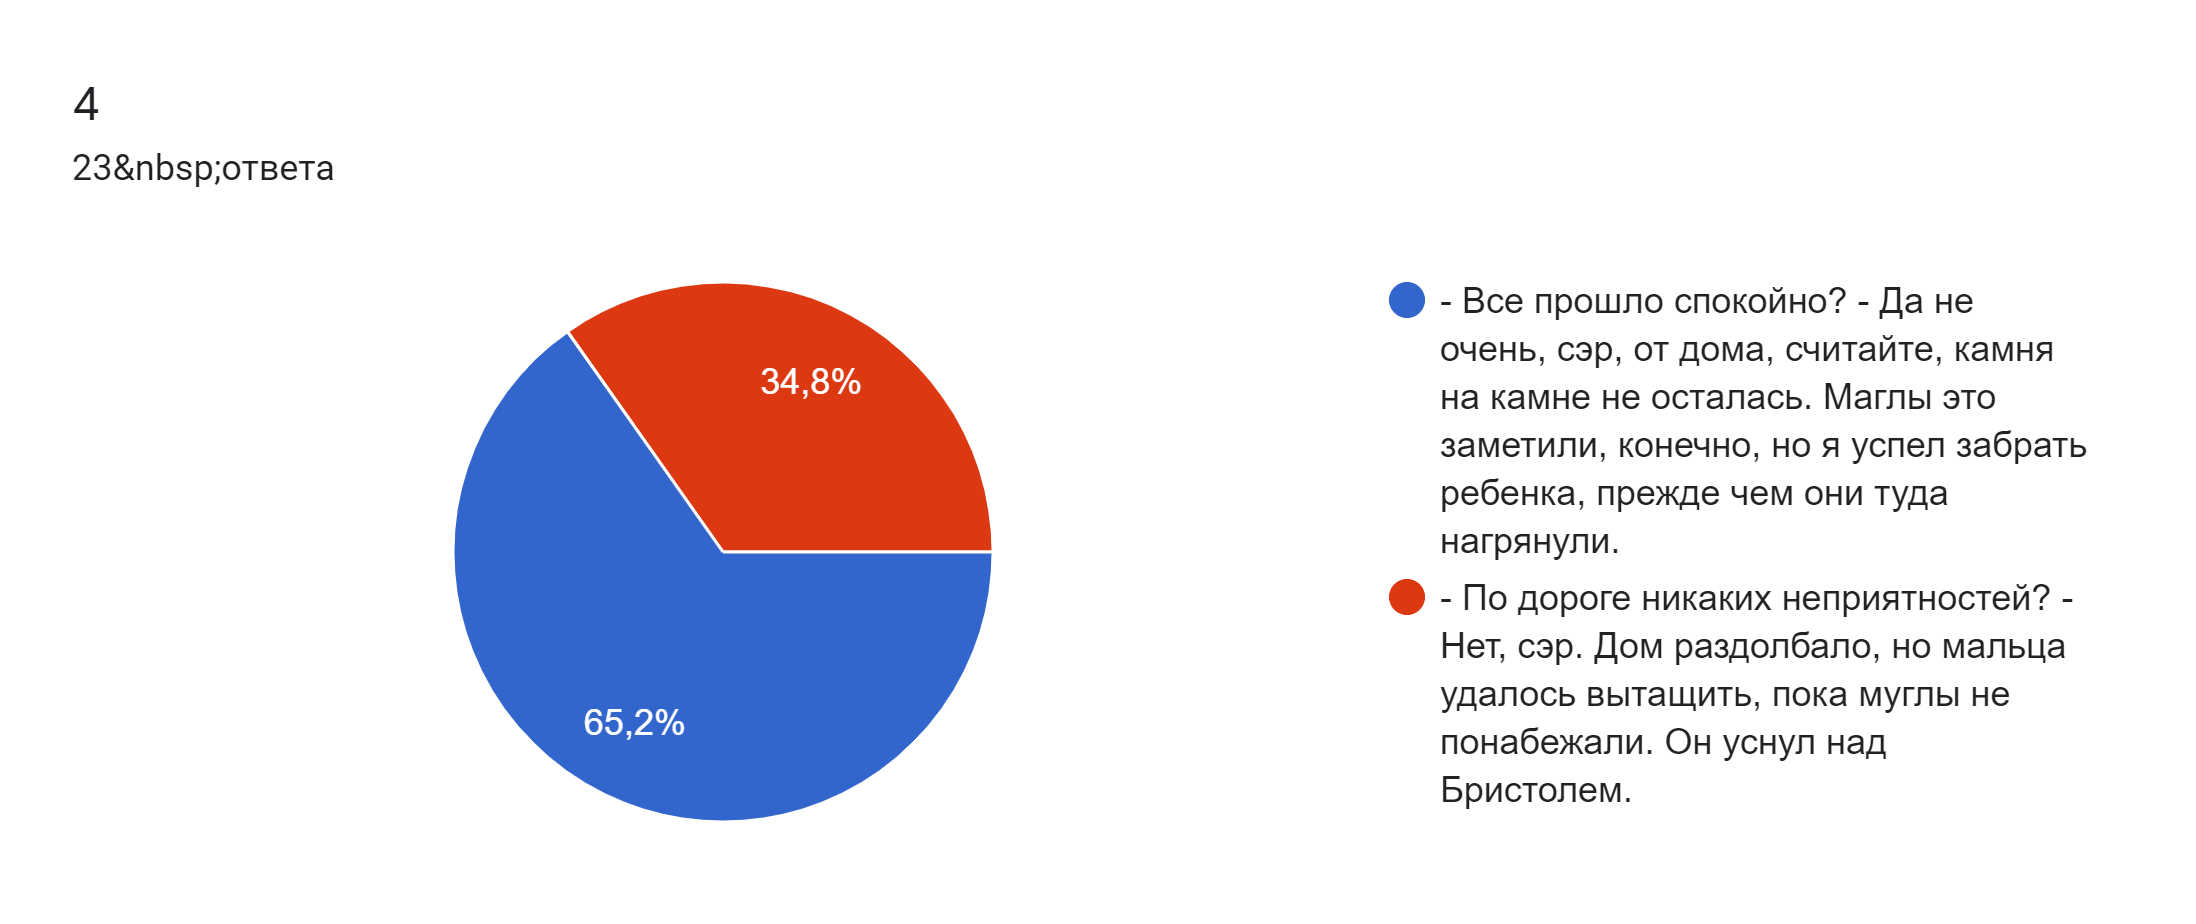 4
23&nbsp;ответа
34,8%
65,2%
- Все прошло спокойно? - Да не
очень, сэр, от дома, считайте, камня
на камне не осталась. Маглы это
заметили, конечно, но я успел забрать
ребенка, прежде чем они туда
нагрянули.
- По дороге никаких неприятностей? -
Нет, сэр. Дом раздолбало, но мальца
удалось вытащить, пока муглы не
понабежали. Он уснул над
Бристолем.